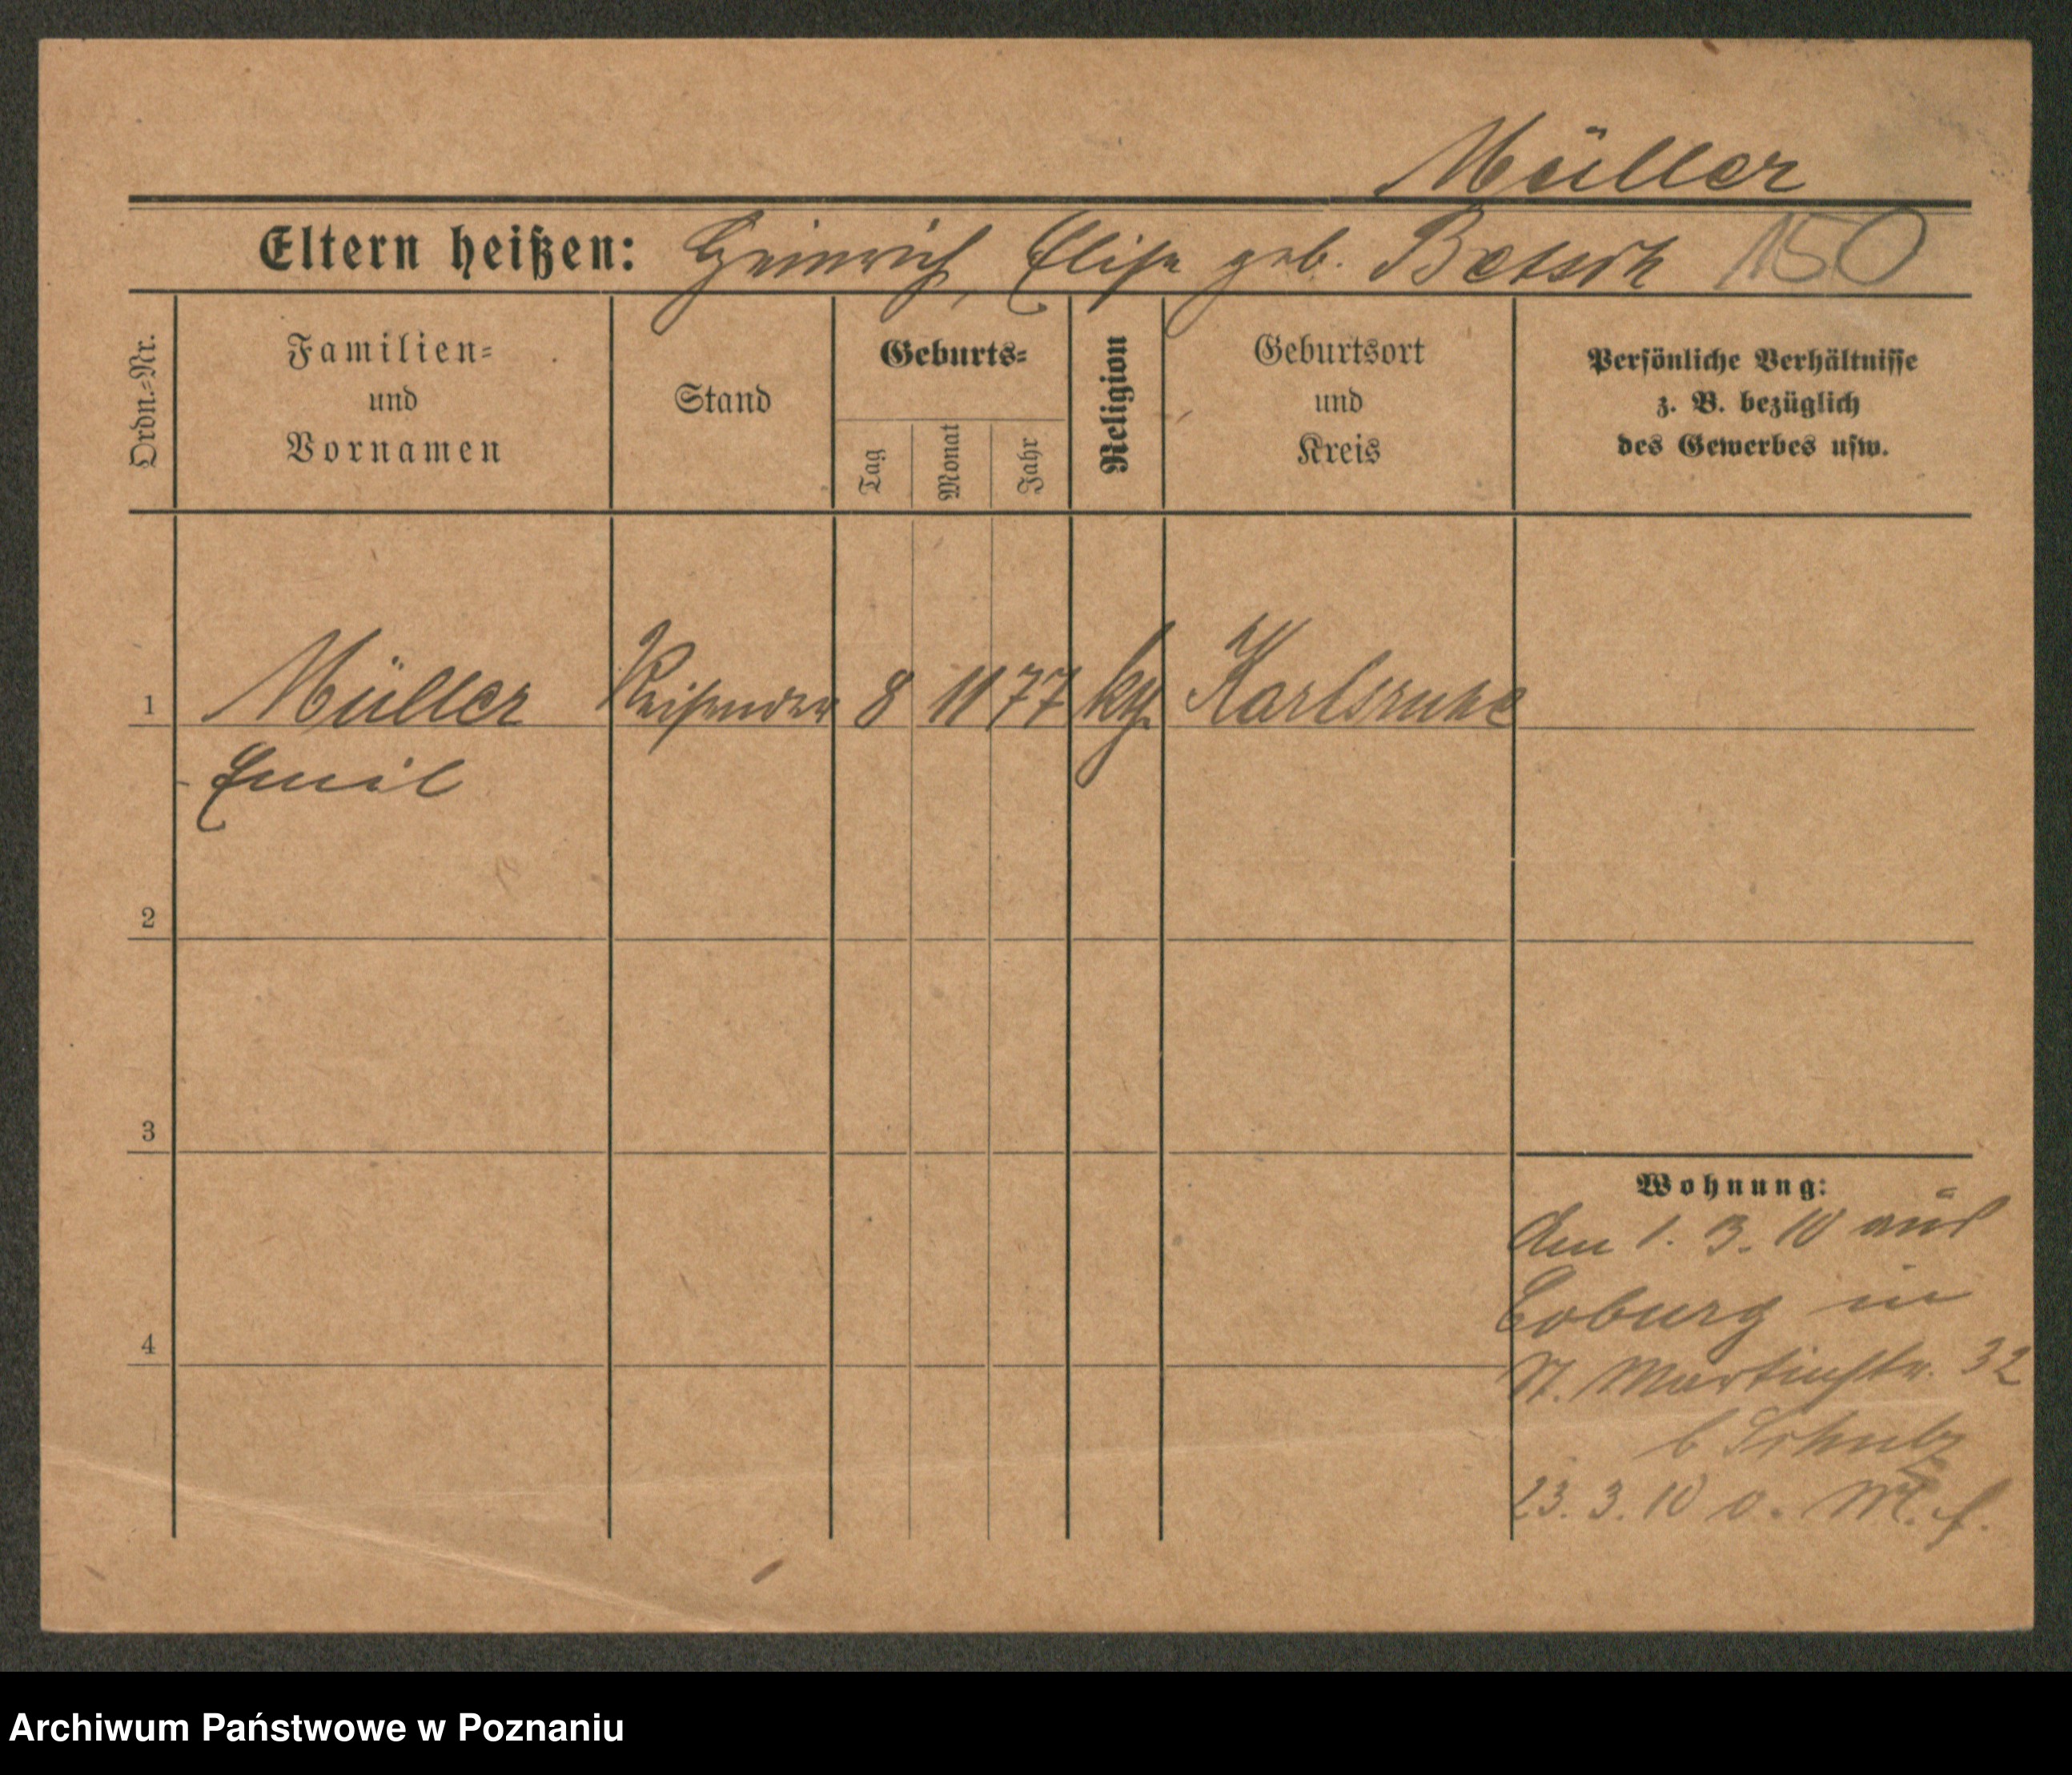 Müller
Eltern heißen: Heinrich, Elise geb. Betsch 150
Ordn.-Nr.
Familien-
und
Vornamen
Stand
Geburts-
Tag
Monat
Jahr
Religion
Geburtsort
und
Kreis
Persönliche Verhältnisse
z. B. bezüglich
des Gewerbes usw.
1 Müller Reisender 8 11 77 Karlsruhe
Emil
2
3
4
Wohnung:
Am 1. 3. 10 aus
Coburg in
St. Martinstr. 32
b Schulz
23. 3. 10 o.
Archiwum Państwowe w Poznaniu